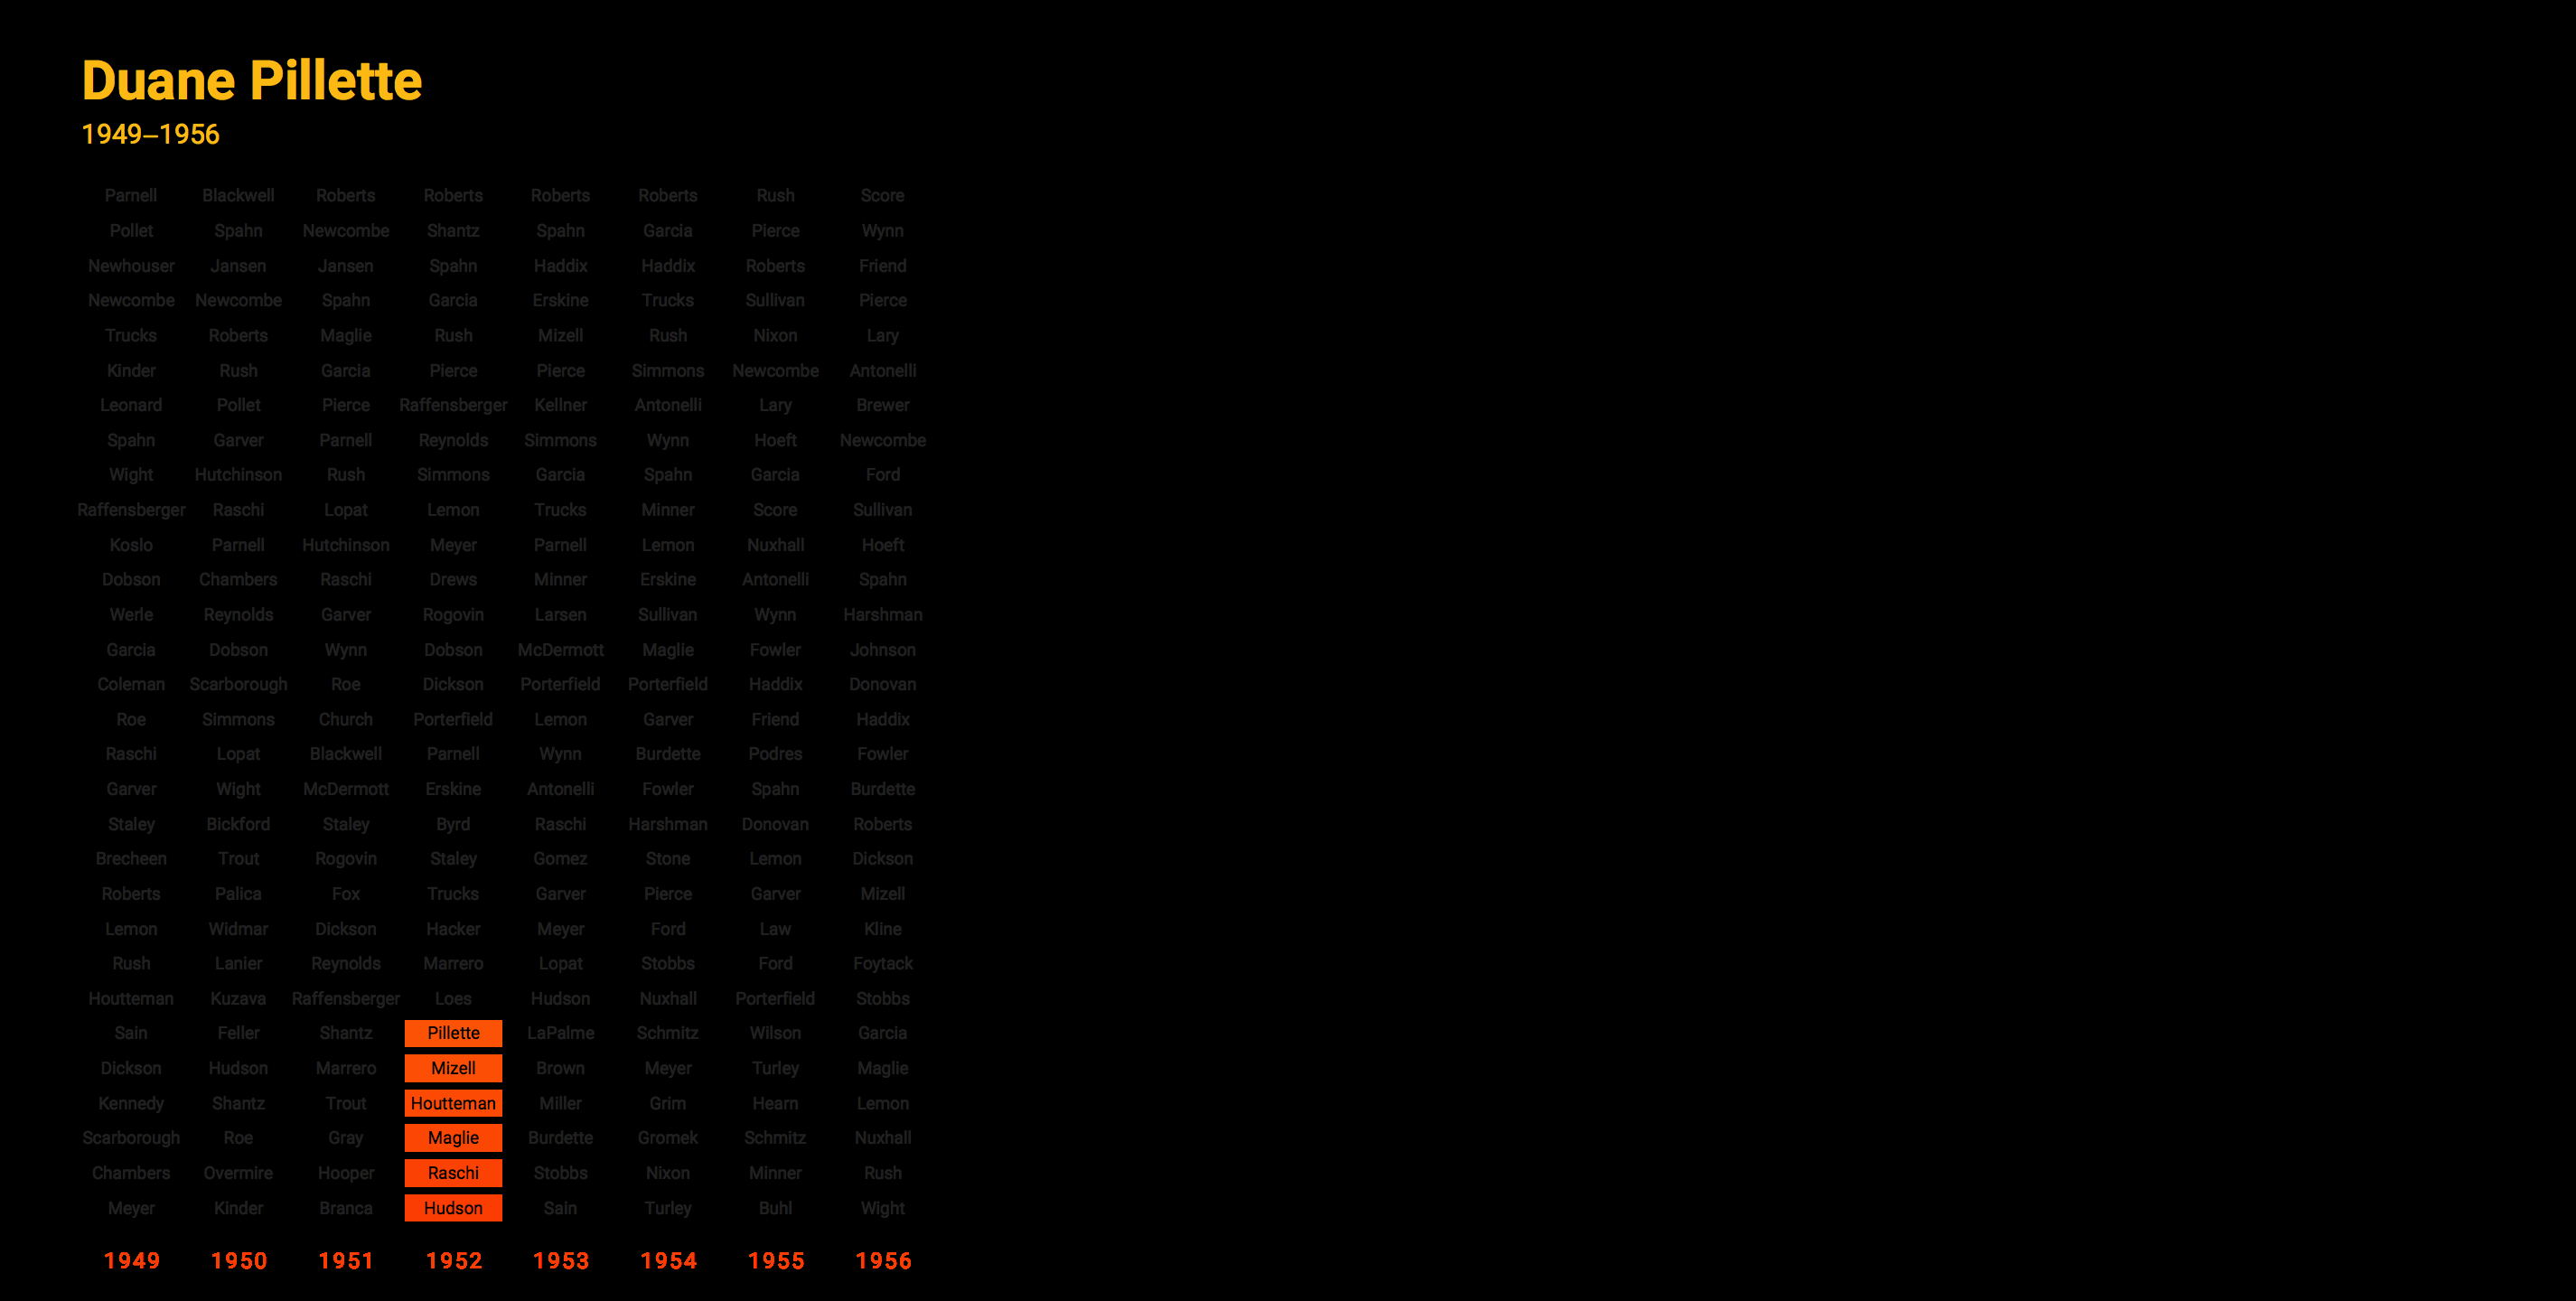 Duane Pillette
1949–1956
Parnell Blackwell Roberts Roberts Roberts Roberts Rush Score
Pollet Spahn Newcombe Shantz Spahn Garcia Pierce Wynn
Newhouser Jansen Jansen Spahn Haddix Haddix Roberts Friend
Newcombe Newcombe Spahn Garcia Erskine Trucks Sullivan Pierce
Trucks Roberts Maglie Rush Mizell Rush Nixon Lary
Kinder Rush Garcia Pierce Pierce Simmons Newcombe Antonelli
Leonard Pollet Pierce Raffensberger Kellner Antonelli Lary Brewer
Spahn Garver Parnell Reynolds Simmons Wynn Hoeft Newcombe
Wight Hutchinson Rush Simmons Garcia Spahn Garcia Ford
Raffensberger Raschi Lopat Lemon Trucks Minner Score Sullivan
Koslo Parnell Hutchinson Meyer Parnell Lemon Nuxhall Hoeft
Dobson Chambers Raschi Drews Minner Erskine Antonelli Spahn
Werle Reynolds Garver Rogovin Larsen Sullivan Wynn Harshman
Garcia Dobson Wynn Dobson McDermott Maglie Fowler Johnson
Coleman Scarborough Roe Dickson Porterfield Porterfield Haddix Donovan
Roe Simmons Church Porterfield Lemon Garver Friend Haddix
Raschi Lopat Blackwell Parnell Wynn Burdette Podres Fowler
Garver Wight McDermott Erskine Antonelli Fowler Spahn Burdette
Staley Bickford Staley Byrd Raschi Harshman Donovan Roberts
Brecheen Trout Rogovin Staley Gomez Stone Lemon Dickson
Roberts Palica Fox Trucks Garver Pierce Garver Mizell
Lemon Widmar Dickson Hacker Meyer Ford Law Kline
Rush Lanier Reynolds Marrero Lopat Stobbs Ford Foytack
Houtteman Kuzava Raffensberger Loes Hudson Nuxhall Porterfield Stobbs
Sain Feller Shantz Pillette LaPalme Schmitz Wilson Garcia
Dickson Hudson Marrero Mizell Brown Meyer Turley Maglie
Kennedy Shantz Trout Houtteman Miller Grim Hearn Lemon
Scarborough Roe Gray Maglie Burdette Gromek Schmitz Nuxhall
Chambers Overmire Hooper Raschi Stobbs Nixon Minner Rush
Meyer Kinder Branca Hudson Sain Turley Buhl Wight
1949 1950 1951 1952 1953 1954 1955 1956